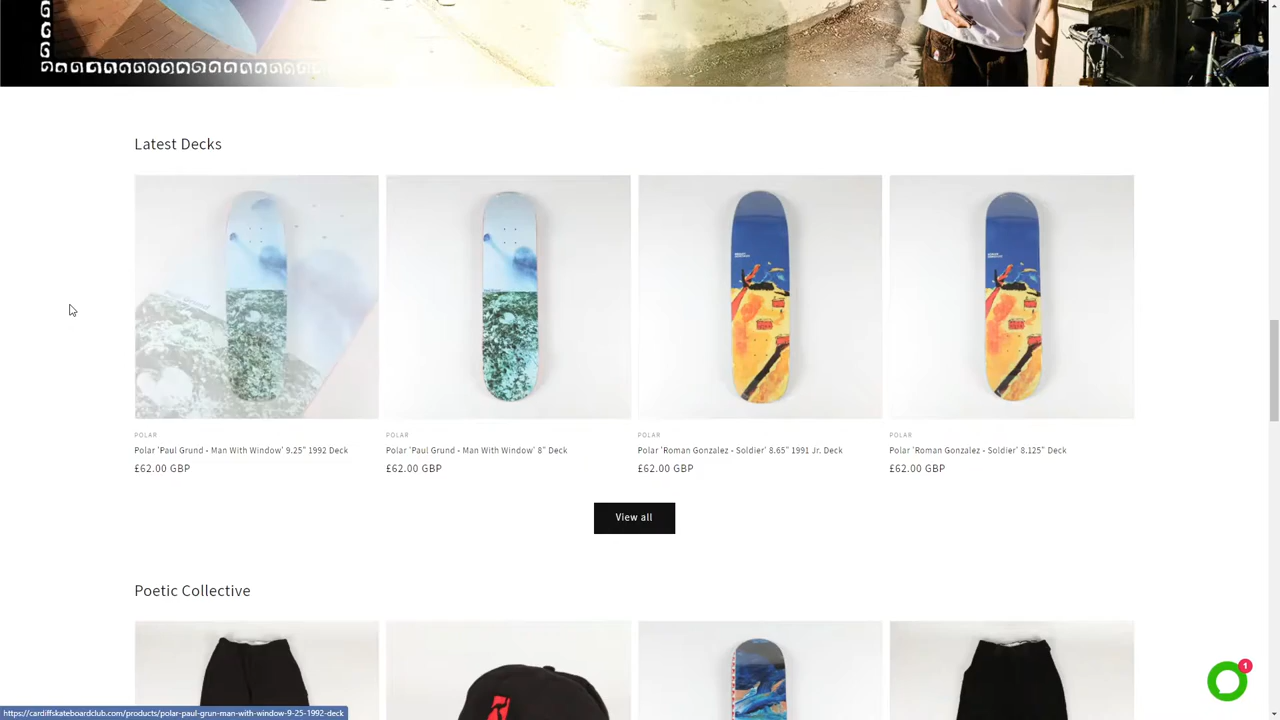 Latest Decks
POLAR
Polar 'Paul Grund - Man With Window' 9.25" 1992 Deck
£62.00 GBP
POLAR
Polar 'Paul Grund - Man With Window' 8" Deck
£62.00 GBP
POLAR
Polar 'Roman Gonzalez - Soldier' 8.65" 1991 Jr. Deck
£62.00 GBP
POLAR
Polar 'Roman Gonzalez - Soldier' 8.125" Deck
£62.00 GBP
View all
Poetic Collective
1
https://cardiffskateboardclub.com/products/polar-paul-grun-man-with-window-9-25-1992-deck